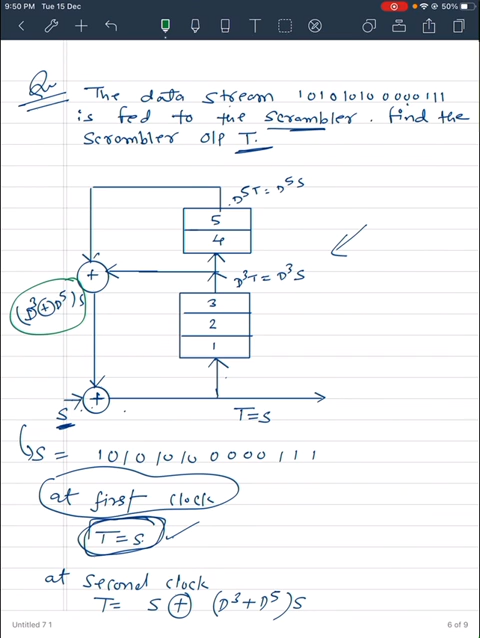 9:50 PM Tue 15 Dec
50%
Qu
The data stream 101010100000111
is fed to the scrambler. find the
scrambler o/p T.
D⁵T = D⁵S
5
4
+
D³T = D³S
(D³⊕D⁵)S
3
2
1
S
+
T=S
S = 101010100000111
at first clock
T=S
at second clock
T= S ⊕ (D³+D⁵)S
Untitled 7 1
6 of 9